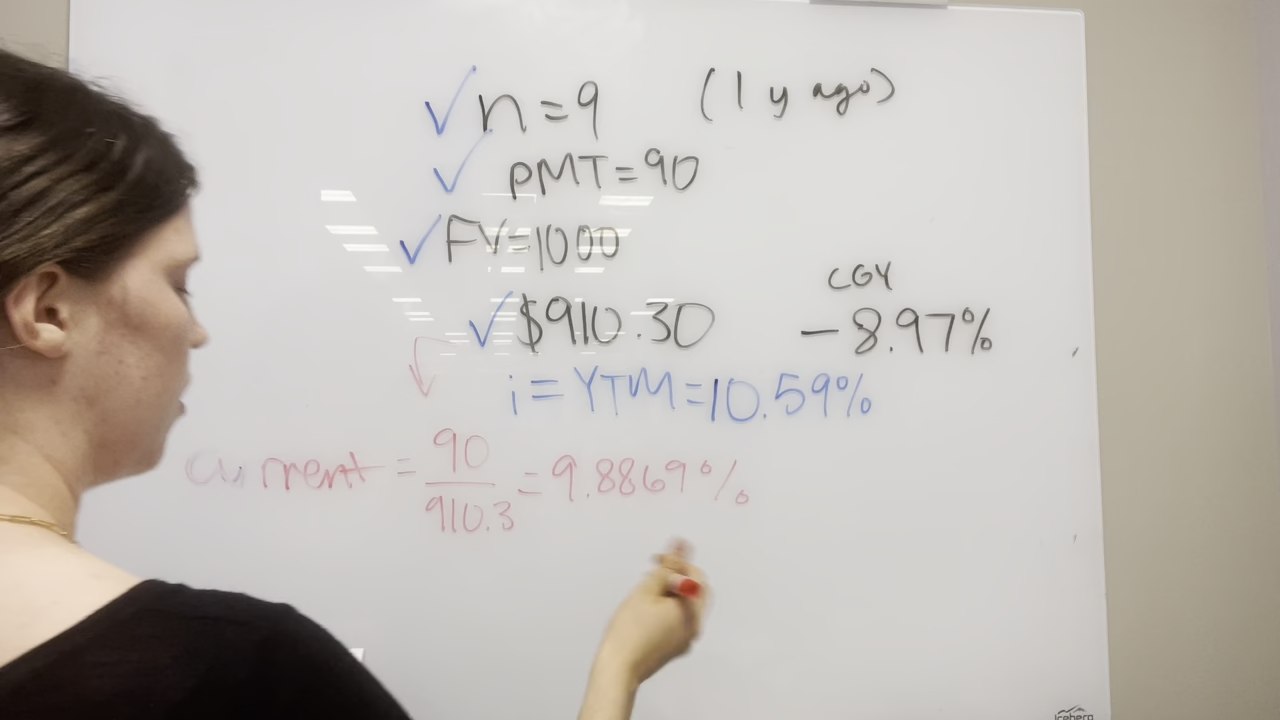 ✓ n = 9 (1 y ago)
✓ PMT = 90
✓ FV = 1000
CGY
✓ $910.30 - 8.97%
i = YTM = 10.59%
current = 90/910.3 = 9.8869%
Iceberg